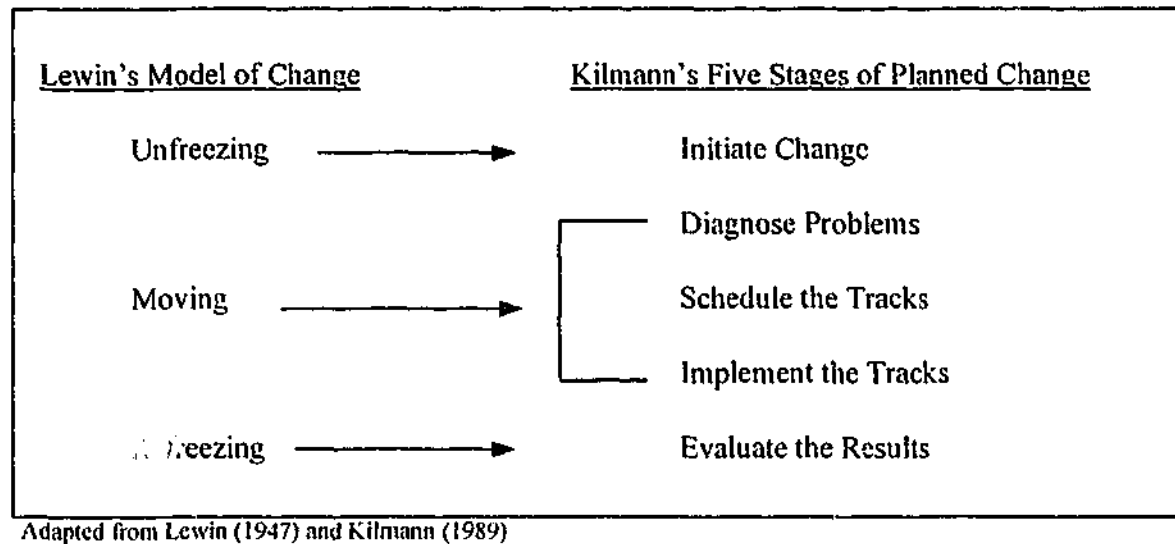 Lewin's Model of Change Kilmann's Five Stages of Planned Change
Unfreezing Initiate Change
Diagnose Problems
Moving Schedule the Tracks
Implement the Tracks
Evaluate the Results
Adapted from Lewin (1947) and Kilmann (1989)